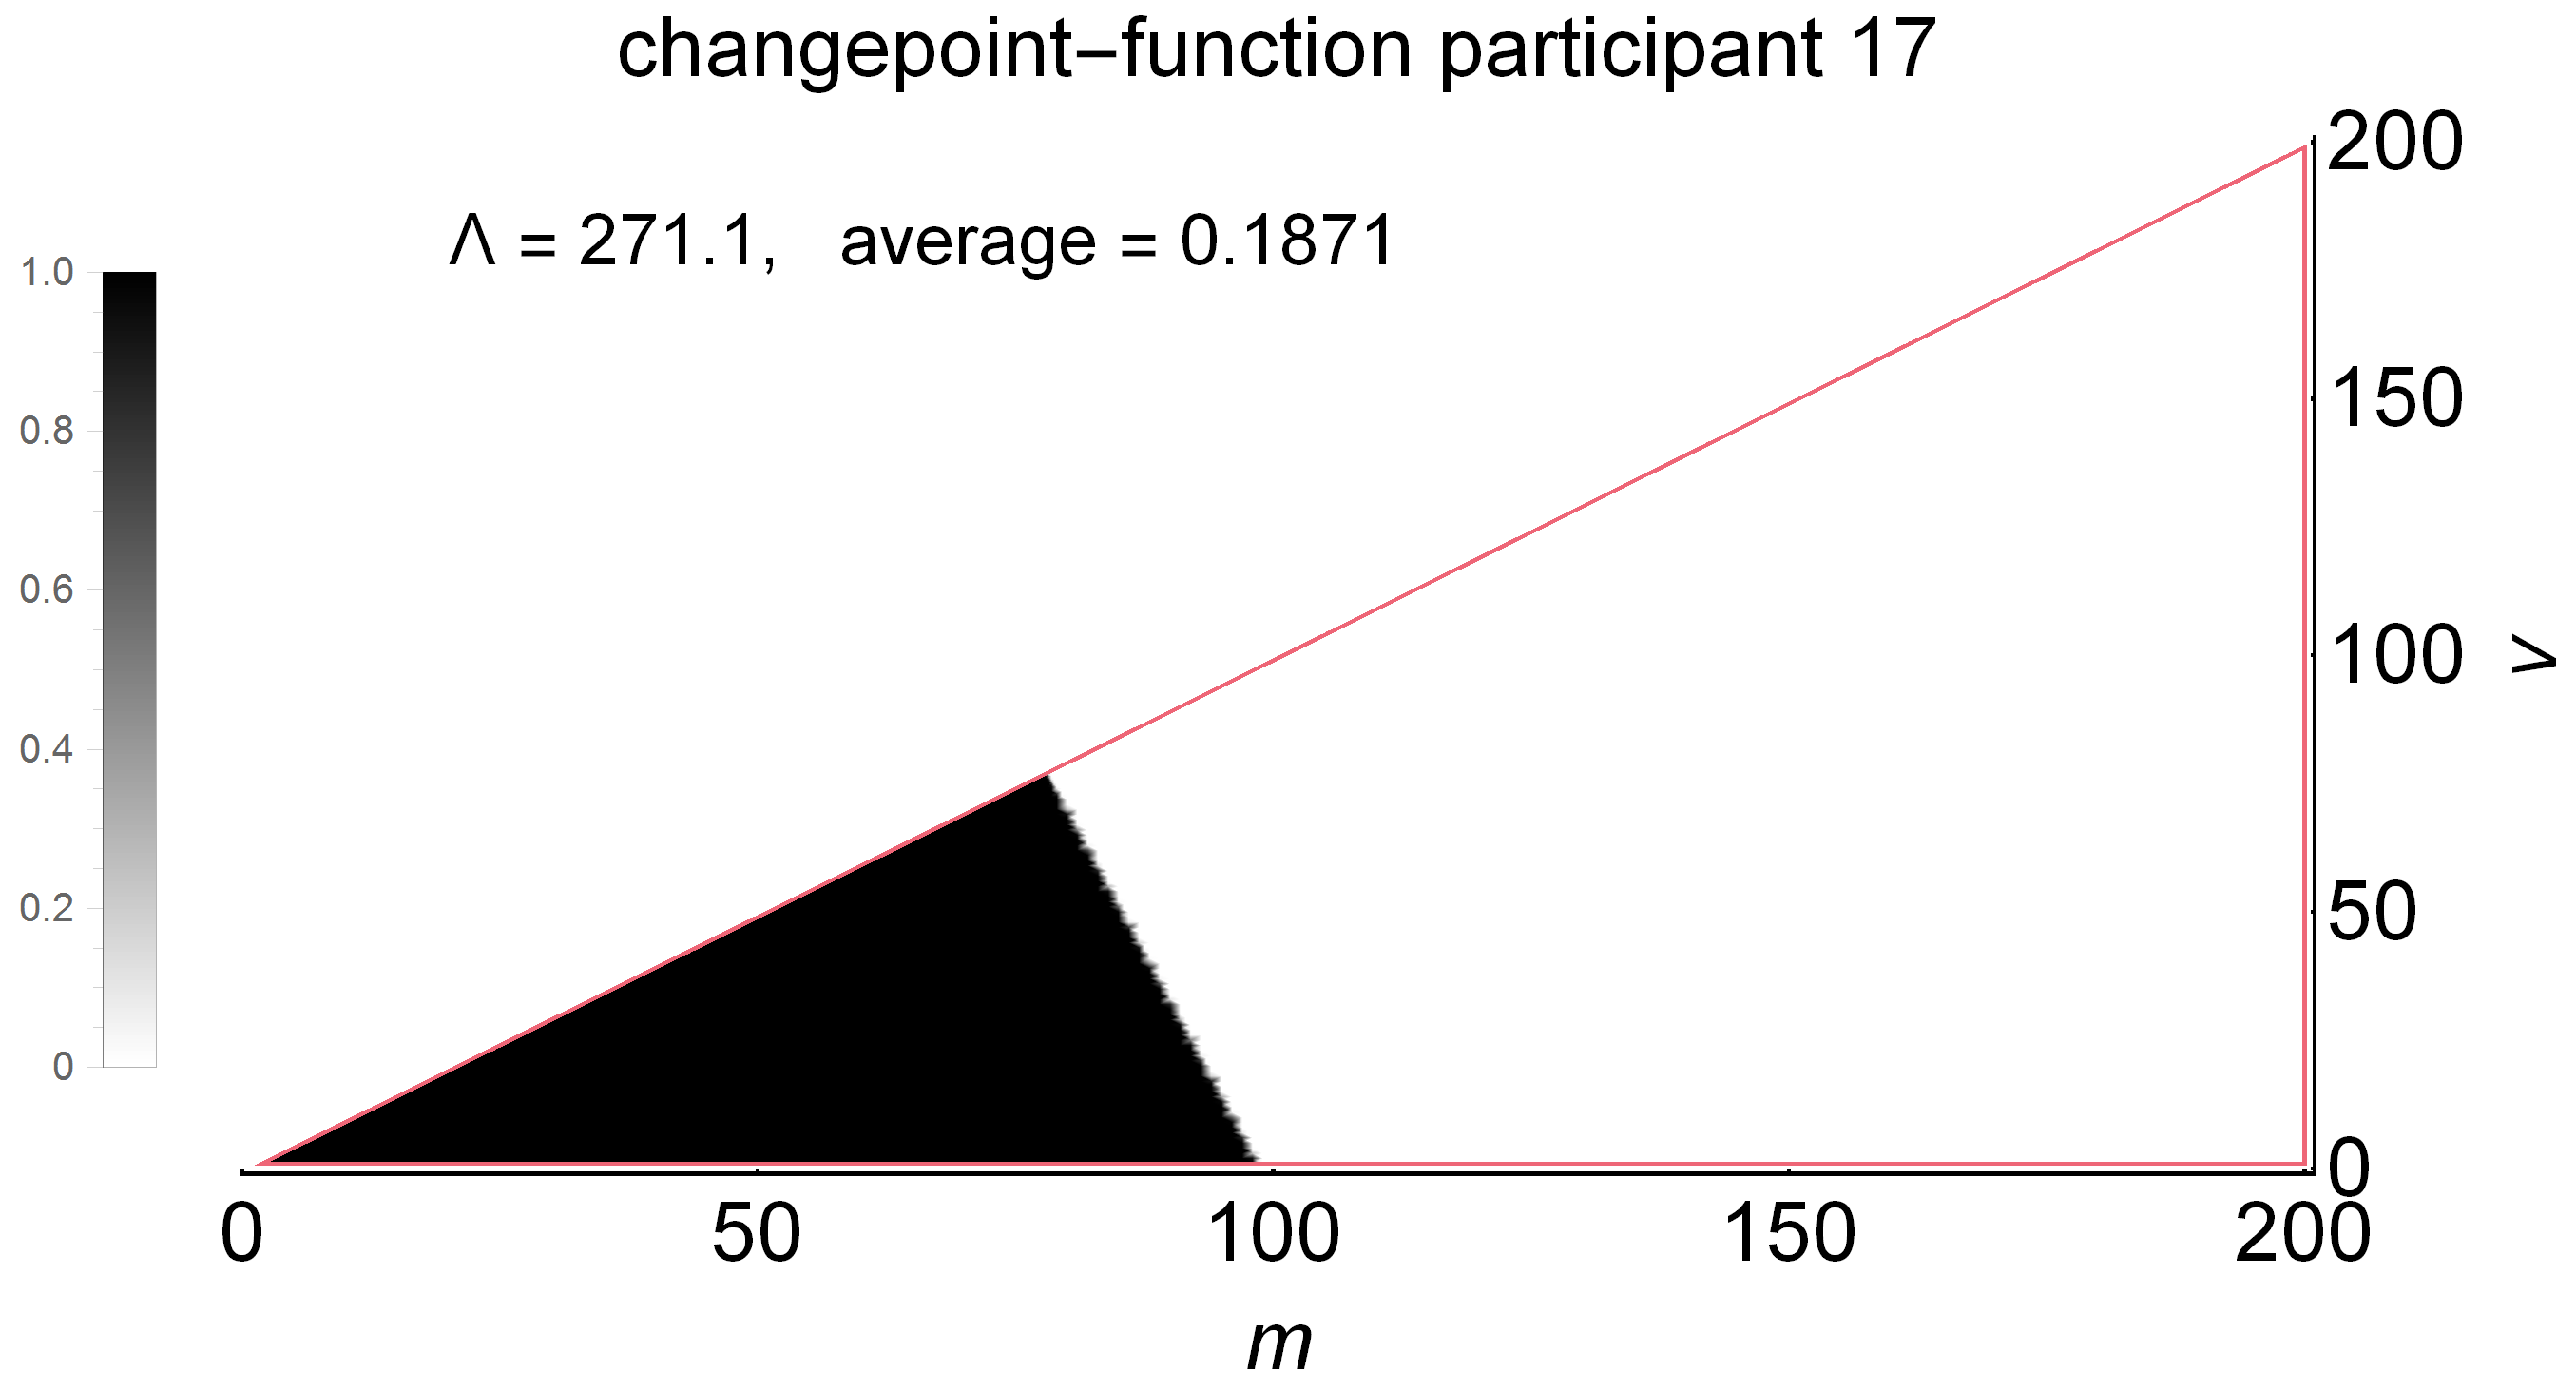 changepoint–function participant 17
Λ = 271.1, average = 0.1871
1.0
0.8
0.6
0.4
0.2
0
200
150
100
50
0
v
0 50 100 150 200
m